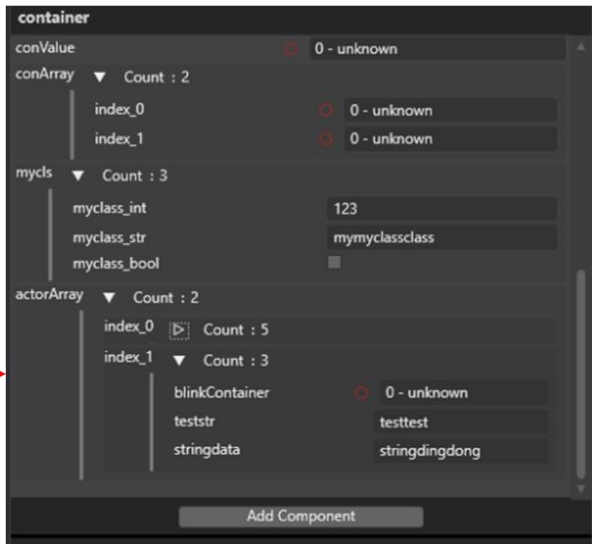 container
conValue 0 - unknown
conArray Count : 2
index_0 0 - unknown
index_1 0 - unknown
mycls Count : 3
myclass_int 123
myclass_str mymyclassclass
myclass_bool
actorArray Count : 2
index_0 Count : 5
index_1 Count : 3
blinkContainer 0 - unknown
teststr testtest
stringdata stringdingdong
Add Component